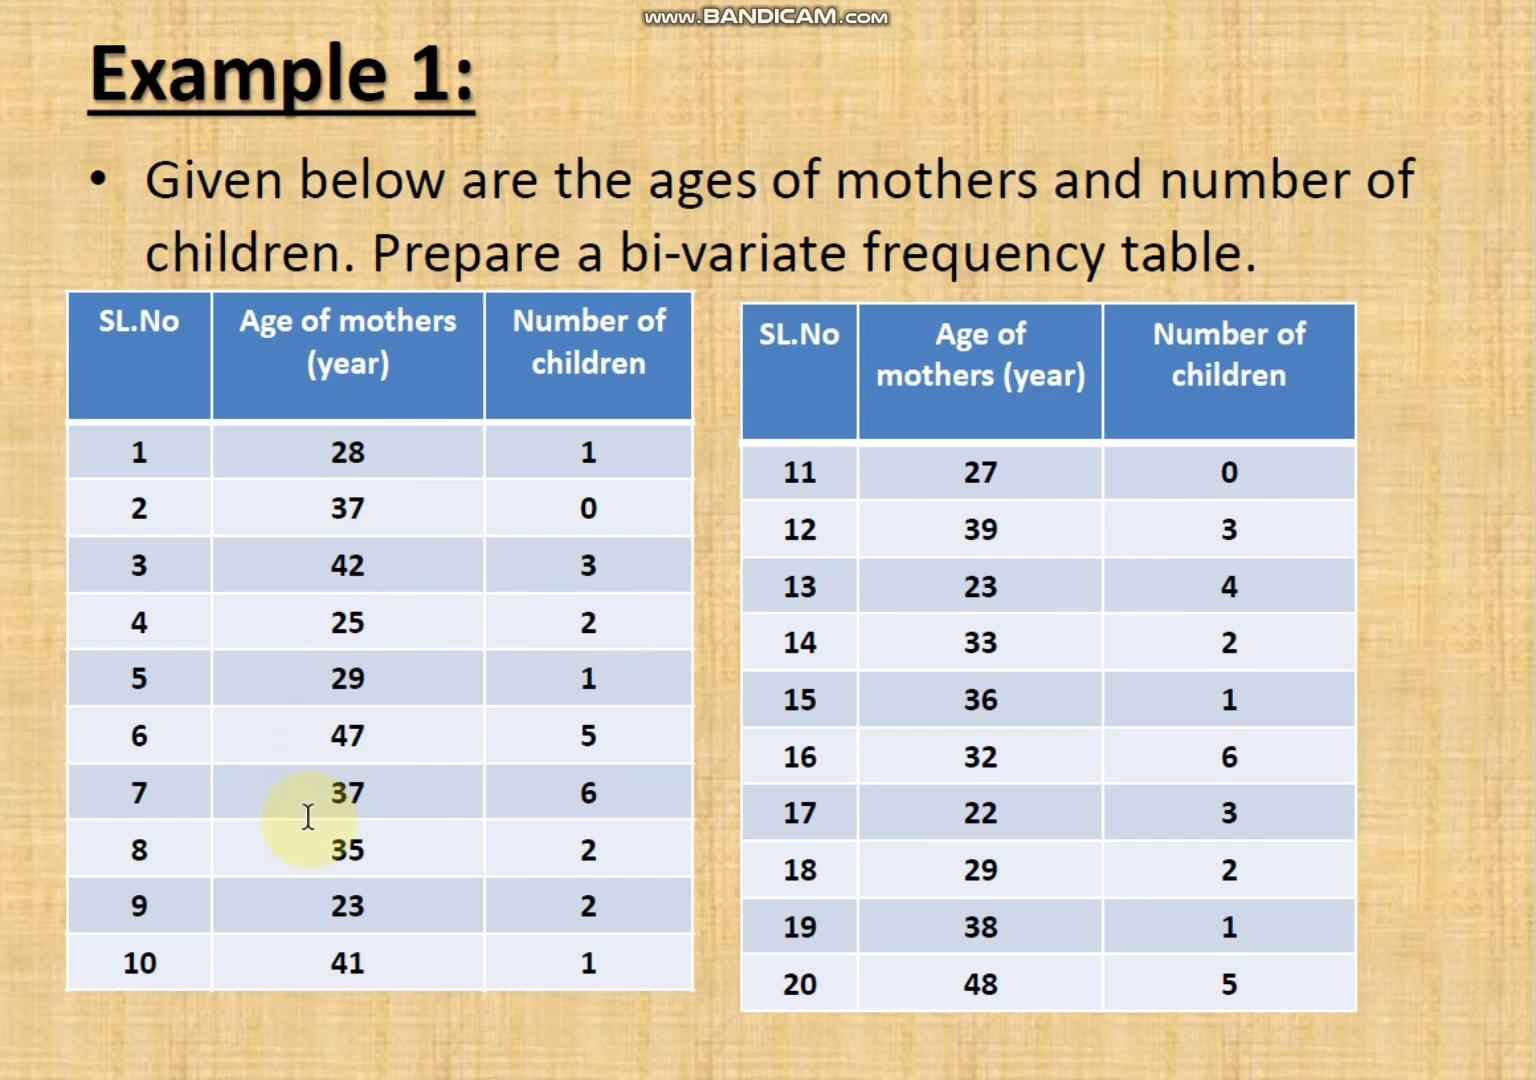 www.BANDICAM.com
Example 1:
• Given below are the ages of mothers and number of
children. Prepare a bi-variate frequency table.
SL.No Age of mothers (year) Number of children
1 28 1
2 37 0
3 42 3
4 25 2
5 29 1
6 47 5
7 37 6
8 35 2
9 23 2
10 41 1
SL.No Age of mothers (year) Number of children
11 27 0
12 39 3
13 23 4
14 33 2
15 36 1
16 32 6
17 22 3
18 29 2
19 38 1
20 48 5